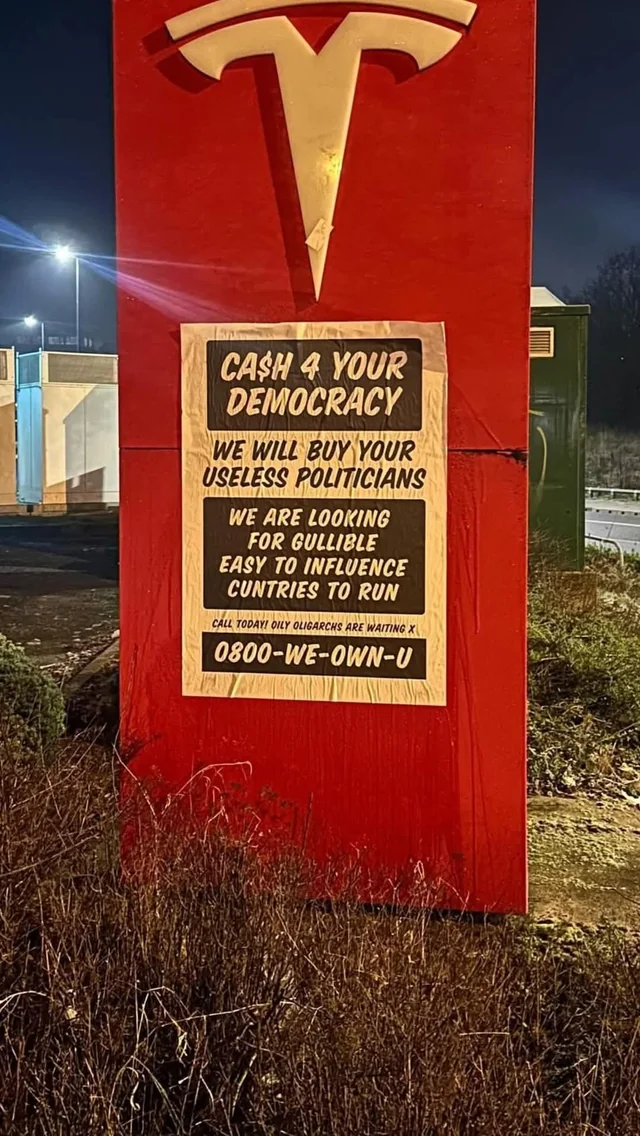 CA$H 4 YOUR
DEMOCRACY
WE WILL BUY YOUR
USELESS POLITICIANS
WE ARE LOOKING
FOR GULLIBLE
EASY TO INFLUENCE
CUNTRIES TO RUN
CALL TODAY! OILY OLIGARCHS ARE WAITING X
0800-WE-OWN-U